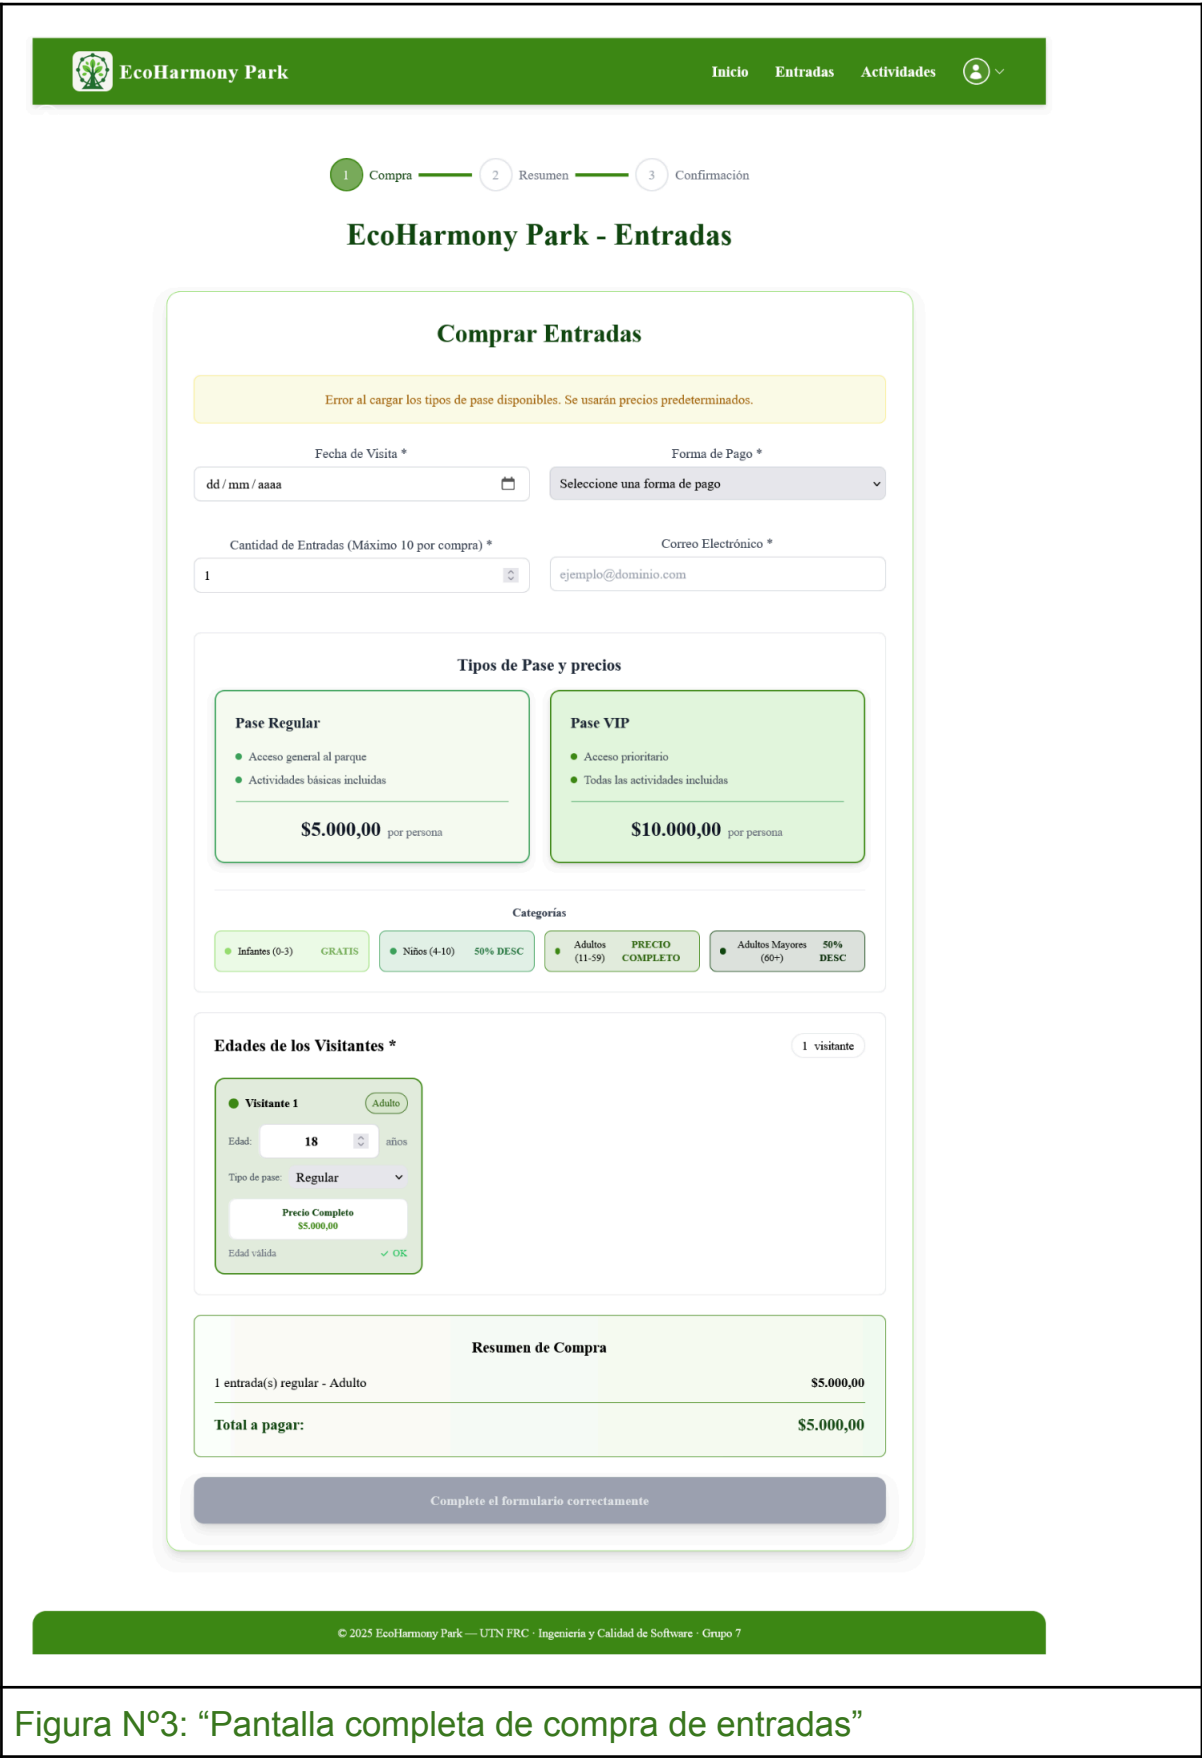 EcoHarmony Park
Inicio Entradas Actividades
1 Compra 2 Resumen 3 Confirmación
EcoHarmony Park - Entradas
Comprar Entradas
Error al cargar los tipos de pase disponibles. Se usarán precios predeterminados.
Fecha de Visita * Forma de Pago *
dd / mm / aaaa Seleccione una forma de pago
Cantidad de Entradas (Máximo 10 por compra) * Correo Electrónico *
1 ejemplo@dominio.com
Tipos de Pase y precios
Pase Regular
Acceso general al parque
Actividades básicas incluidas
$5.000,00 por persona
Pase VIP
Acceso prioritario
Todas las actividades incluidas
$10.000,00 por persona
Categorías
Infantes (0-3) GRATIS
Niños (4-10) 50% DESC
Adultos (11-59) PRECIO COMPLETO
Adultos Mayores (60+) 50% DESC
Edades de los Visitantes * 1 visitante
Visitante 1 Adulto
Edad: 18 años
Tipo de pase: Regular
Precio Completo
$5.000,00
Edad válida ✓ OK
Resumen de Compra
1 entrada(s) regular - Adulto $5.000,00
Total a pagar: $5.000,00
Complete el formulario correctamente
© 2025 EcoHarmony Park — UTN FRC · Ingenieria y Calidad de Software · Grupo 7
Figura Nº3: “Pantalla completa de compra de entradas”